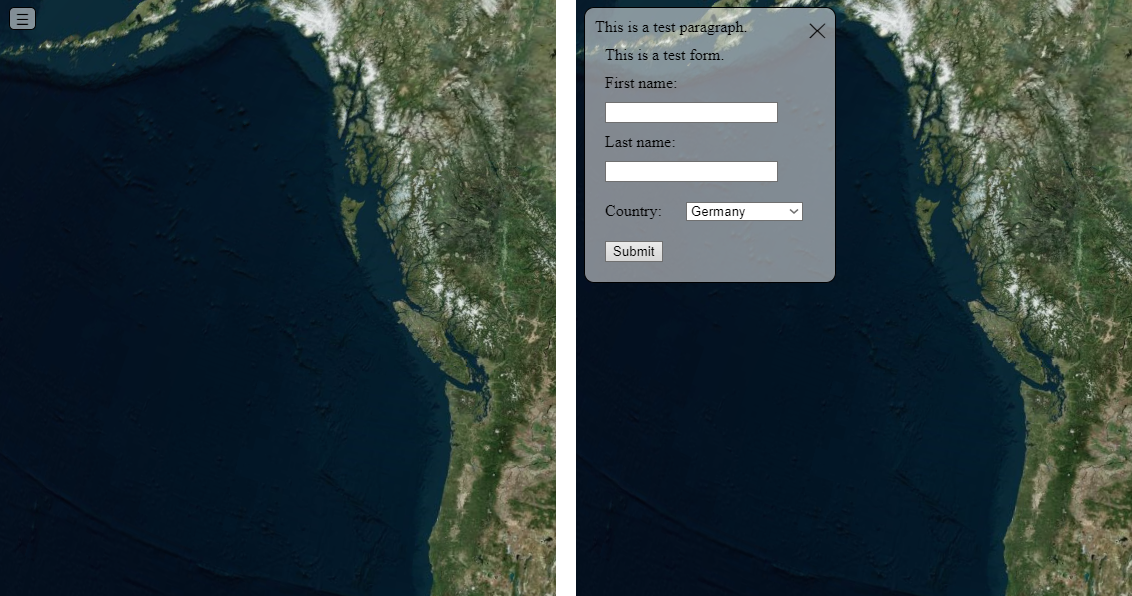 This is a test paragraph.
This is a test form.
First name:
Last name:
Country: Germany
Submit